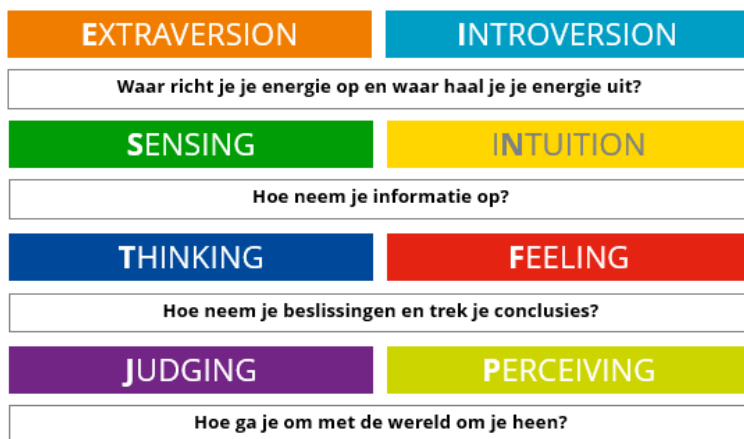 EXTRAVERSION INTROVERSION
Waar richt je je energie op en waar haal je je energie uit?
SENSING INTUITION
Hoe neem je informatie op?
THINKING FEELING
Hoe neem je beslissingen en trek je conclusies?
JUDGING PERCEIVING
Hoe ga je om met de wereld om je heen?